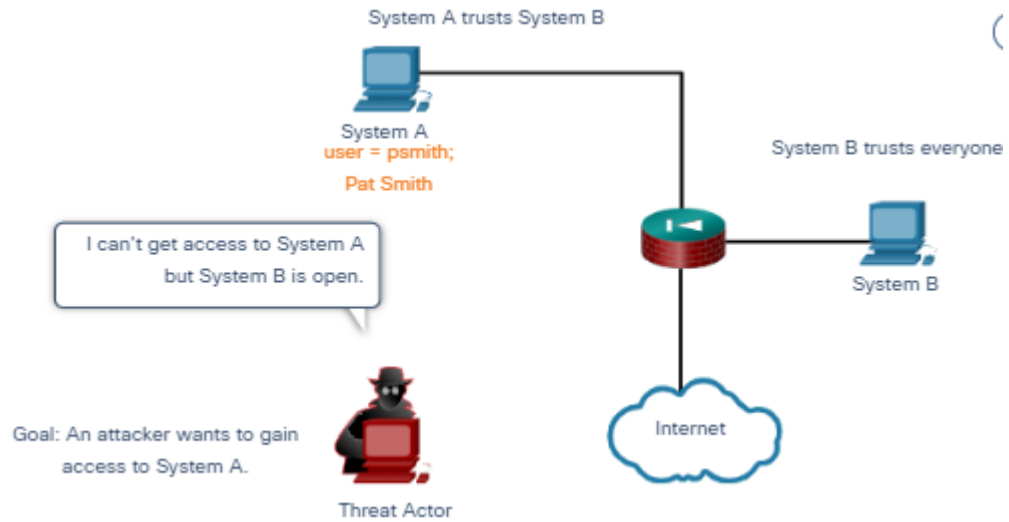 System A trusts System B
System A
user = psmith;
Pat Smith
System B trusts everyone
I can't get access to System A
but System B is open.
System B
Internet
Goal: An attacker wants to gain
access to System A.
Threat Actor